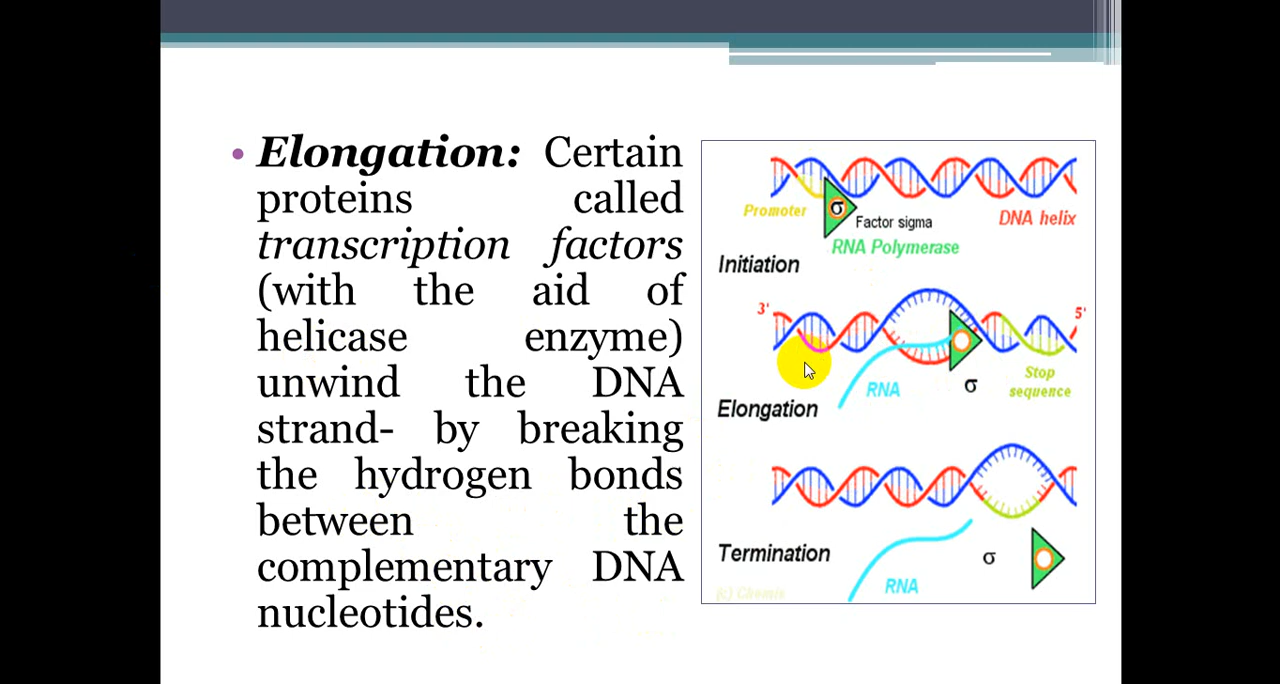 • Elongation: Certain
proteins called
transcription factors
(with the aid of
helicase enzyme)
unwind the DNA
strand- by breaking
the hydrogen bonds
between the
complementary DNA
nucleotides.
Promoter
σ
Factor sigma
DNA helix
RNA Polymerase
Initiation
3'
5'
RNA
σ
Stop
sequence
Elongation
Termination
σ
RNA
(c) Chemis